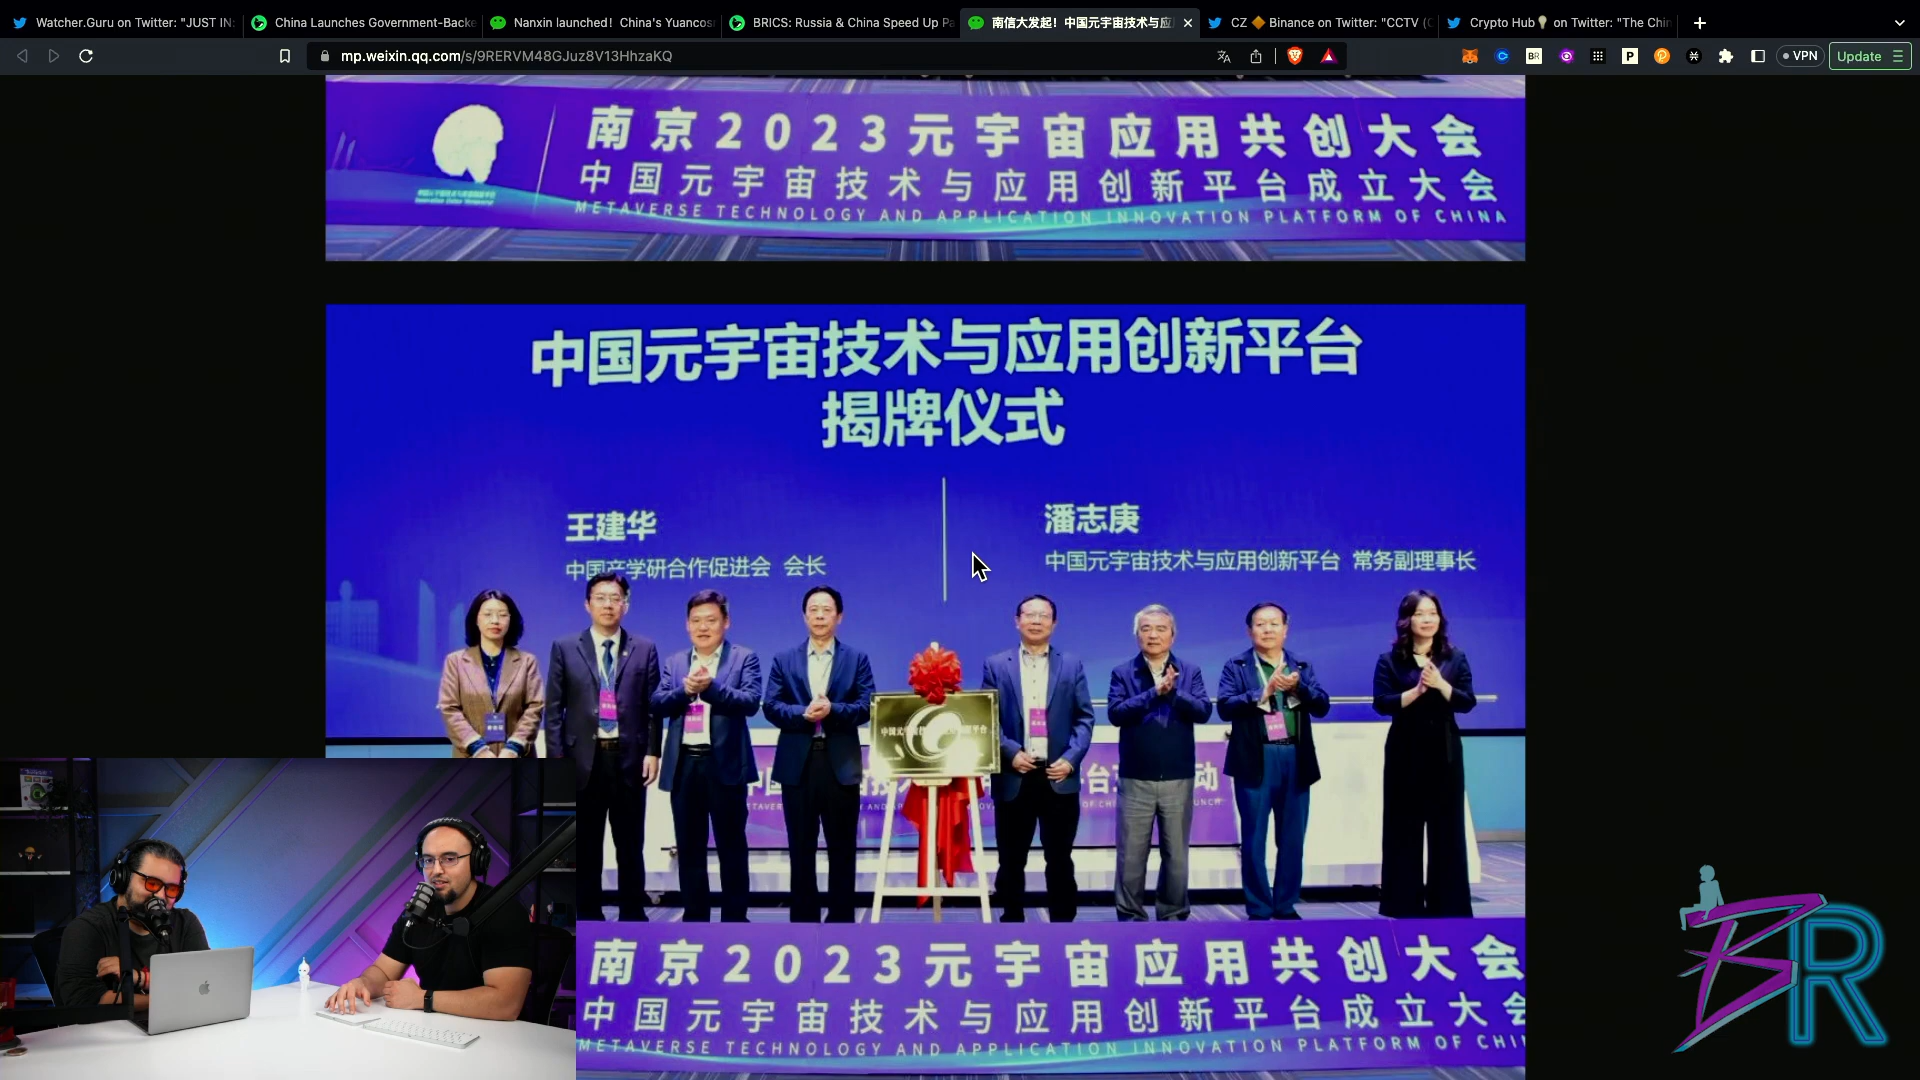 Watcher.Guru on Twitter: "JUST IN:
China Launches Government-Backe
Nanxin launched! China's Yuancos
BRICS: Russia & China Speed Up Pa
南信大发起！中国元宇宙技术与应
CZ 🔶 Binance on Twitter: "CCTV (C
Crypto Hub💡 on Twitter: "The Chin
mp.weixin.qq.com/s/9RERVM48GJuz8V13HhzaKQ
BR
P
VPN
Update
南京2023元宇宙应用共创大会
中国元宇宙技术与应用创新平台成立大会
METAVERSE TECHNOLOGY AND APPLICATION INNOVATION PLATFORM OF CHINA
中国元宇宙技术与应用创新平台
揭牌仪式
王建华
中国产学研合作促进会 会长
潘志庚
中国元宇宙技术与应用创新平台 常务副理事长
南京2023元宇宙应用共创大会
中国元宇宙技术与应用创新平台成立大会
METAVERSE TECHNOLOGY AND APPLICATION INNOVATION PLATFORM OF CHI
BR